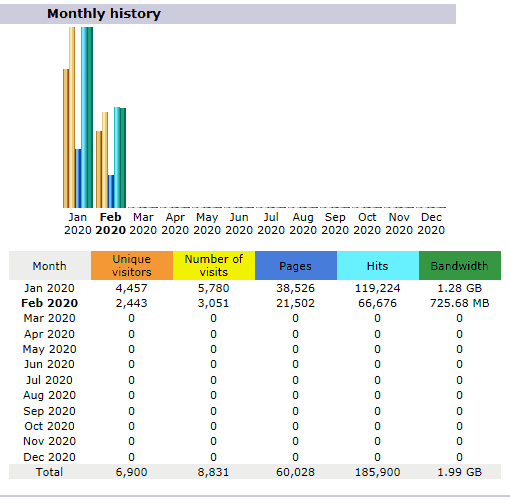 Monthly history
Jan Feb Mar Apr May Jun Jul Aug Sep Oct Nov Dec
2020 2020 2020 2020 2020 2020 2020 2020 2020 2020 2020 2020
Month Unique visitors Number of visits Pages Hits Bandwidth
Jan 2020 4,457 5,780 38,526 119,224 1.28 GB
Feb 2020 2,443 3,051 21,502 66,676 725.68 MB
Mar 2020 0 0 0 0 0
Apr 2020 0 0 0 0 0
May 2020 0 0 0 0 0
Jun 2020 0 0 0 0 0
Jul 2020 0 0 0 0 0
Aug 2020 0 0 0 0 0
Sep 2020 0 0 0 0 0
Oct 2020 0 0 0 0 0
Nov 2020 0 0 0 0 0
Dec 2020 0 0 0 0 0
Total 6,900 8,831 60,028 185,900 1.99 GB